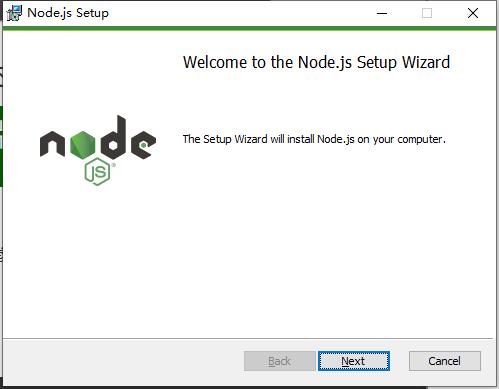 Node.js Setup
Welcome to the Node.js Setup Wizard
node
JS
®
The Setup Wizard will install Node.js on your computer.
Back
Next
Cancel